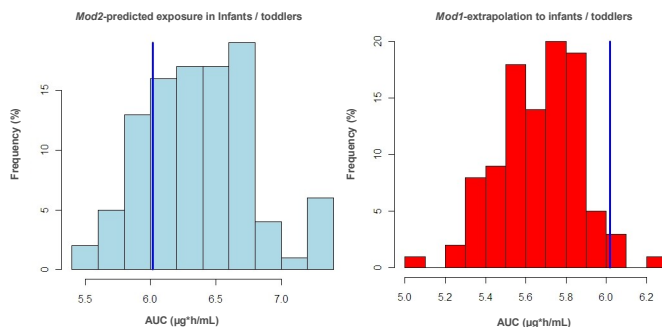 Mod2-predicted exposure in Infants / toddlers
Frequency (%)
15
10
5
0
5.5 6.0 6.5 7.0
AUC (µg*h/mL)
Mod1-extrapolation to infants / toddlers
Frequency (%)
20
15
10
5
0
5.0 5.2 5.4 5.6 5.8 6.0 6.2
AUC (µg*h/mL)